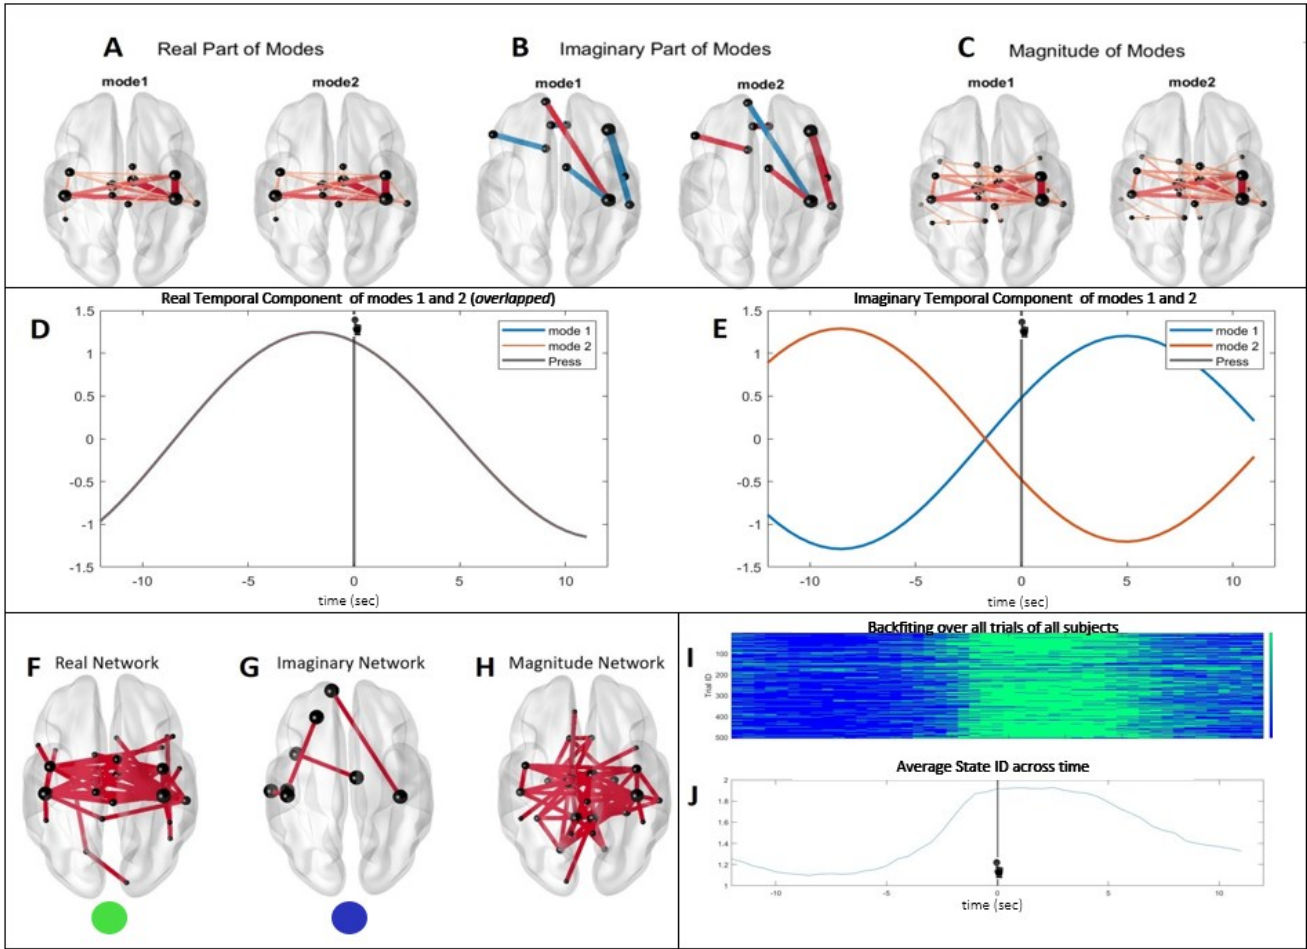 A Real Part of Modes
mode1 mode2
B Imaginary Part of Modes
mode1 mode2
C Magnitude of Modes
mode1 mode2
D
Real Temporal Component of modes 1 and 2 (overlapped)
1.5
1
0.5
0
-0.5
-1
-1.5
-10 -5 0 5 10
time (sec)
mode 1
mode 2
Press
E
Imaginary Temporal Component of modes 1 and 2
1.5
1
0.5
0
-0.5
-1
-1.5
-10 -5 0 5 10
time (sec)
mode 1
mode 2
Press
F Real Network
G Imaginary Network
H Magnitude Network
I
Backfiting over all trials of all subjects
Trial ID
100
200
300
400
500
J
Average State ID across time
2
1.8
1.6
1.4
1.2
1
-10 -5 0 5 10
time (sec)